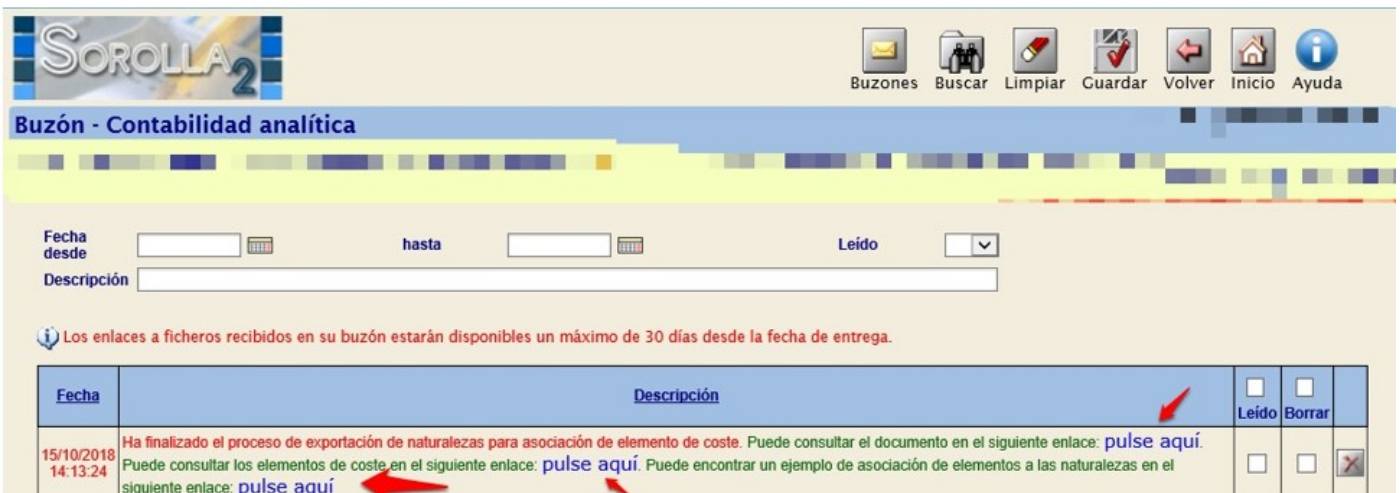 SOROLLA2
Buzones Buscar Limpiar Guardar Volver Inicio Ayuda
Buzón - Contabilidad analítica
Fecha desde hasta Leído
Descripción
Los enlaces a ficheros recibidos en su buzón estarán disponibles un máximo de 30 días desde la fecha de entrega.
Fecha Descripción Leído Borrar
15/10/2018 14:13:24
Ha finalizado el proceso de exportación de naturalezas para asociación de elemento de coste. Puede consultar el documento en el siguiente enlace: pulse aquí.
Puede consultar los elementos de coste en el siguiente enlace: pulse aquí. Puede encontrar un ejemplo de asociación de elementos a las naturalezas en el
siguiente enlace: pulse aquí